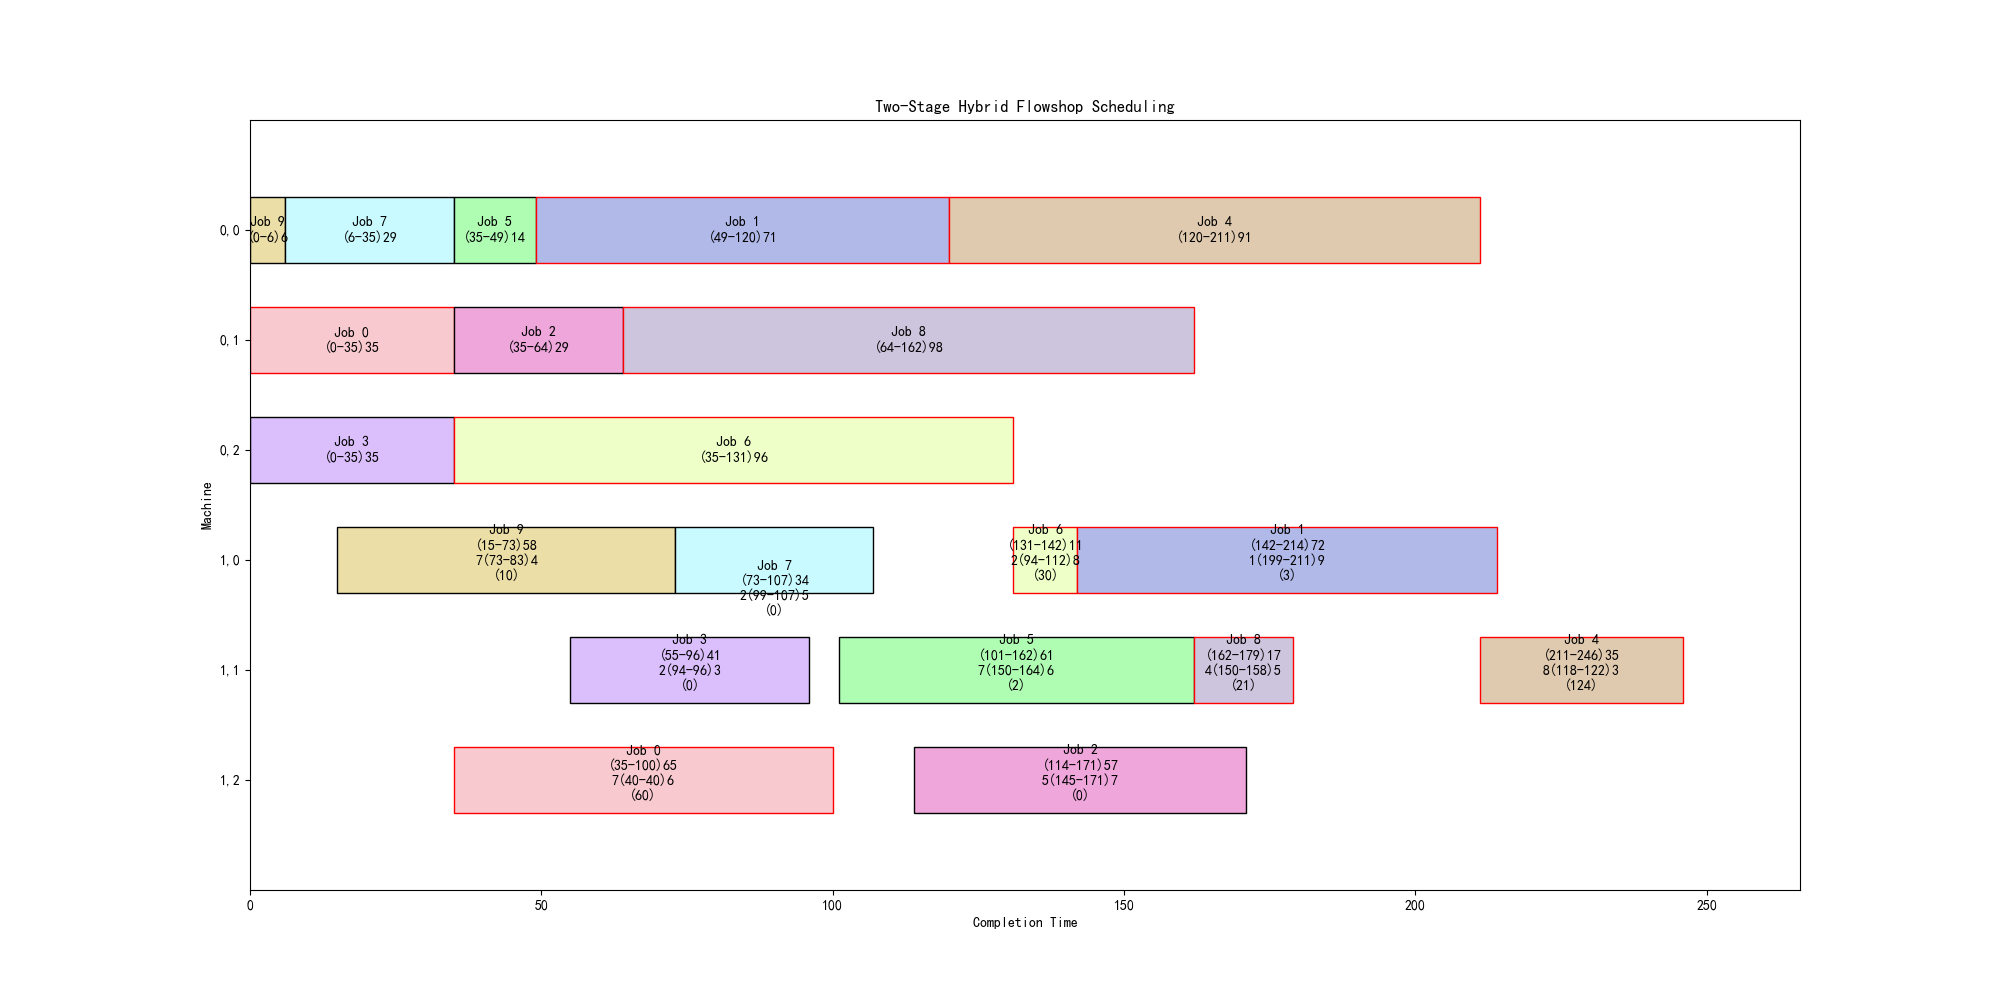 Two-Stage Hybrid Flowshop Scheduling
0,0
Job 9
(0-6)6
Job 7
(6-35)29
Job 5
(35-49)14
Job 1
(49-120)71
Job 4
(120-211)91
0,1
Job 0
(0-35)35
Job 2
(35-64)29
Job 8
(64-162)98
0,2
Job 3
(0-35)35
Job 6
(35-131)96
Machine
1,0
Job 9
(15-73)58
7(73-83)4
(10)
Job 7
(73-107)34
2(99-107)5
(0)
Job 6
(131-142)11
2(94-112)8
(30)
Job 1
(142-214)72
1(199-211)9
(3)
1,1
Job 3
(55-96)41
2(94-96)3
(0)
Job 5
(101-162)61
7(150-164)6
(2)
Job 8
(162-179)17
4(150-158)5
(21)
Job 4
(211-246)35
8(118-122)3
(124)
1,2
Job 0
(35-100)65
7(40-40)6
(60)
Job 2
(114-171)57
5(145-171)7
(0)
0
50
100
150
200
250
Completion Time